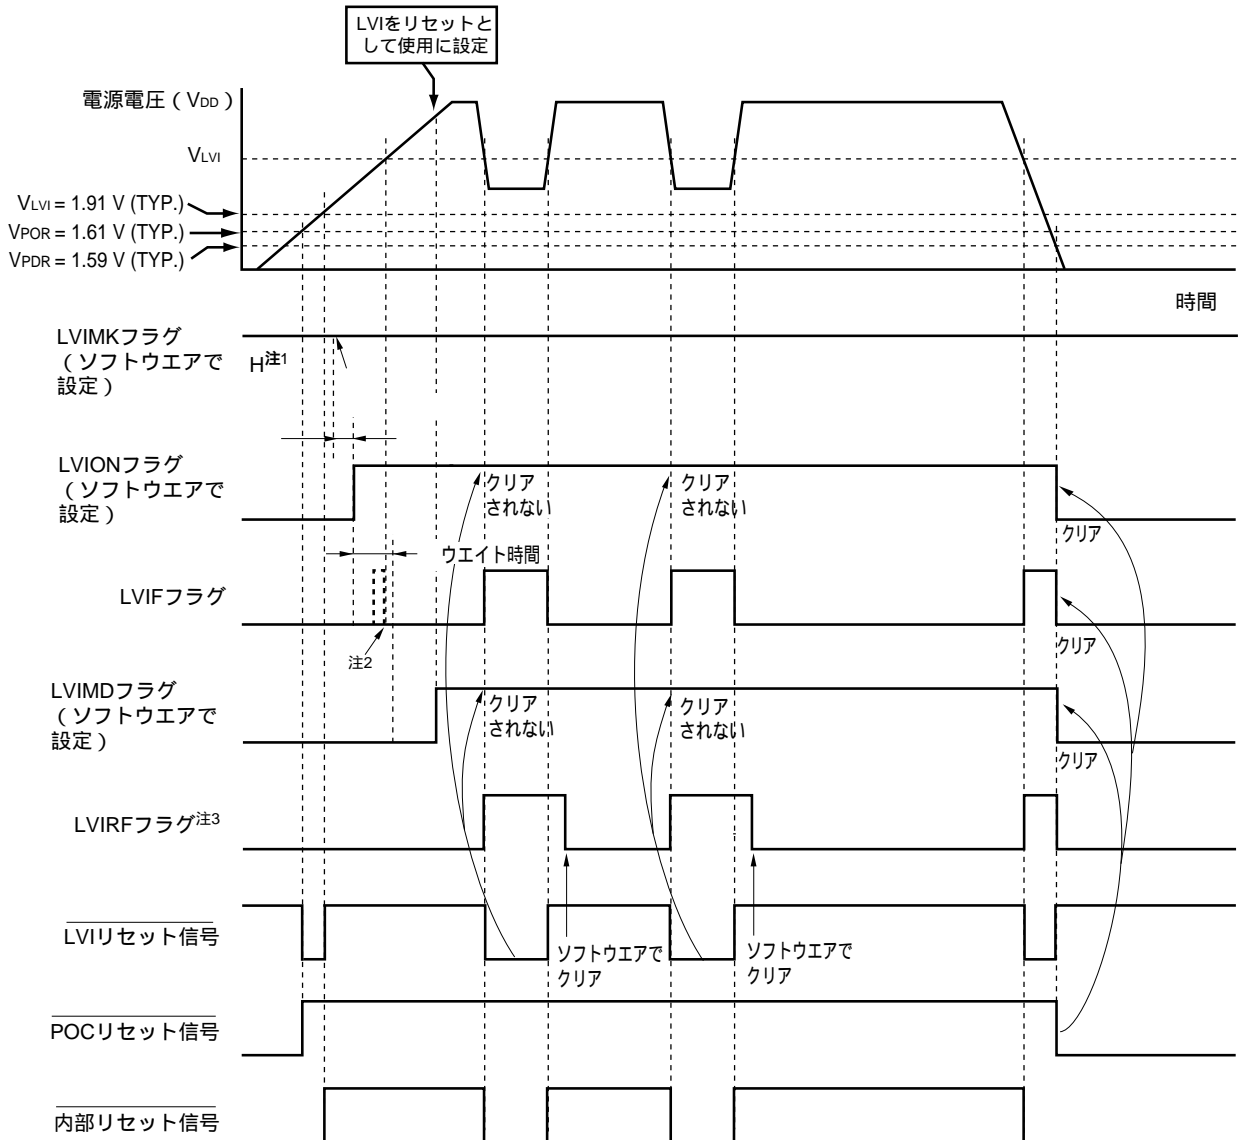 LVIをリセットと
して使用に設定
電源電圧（VDD）
VLVI
VLVI = 1.91 V (TYP.)
VPOR = 1.61 V (TYP.)
VPDR = 1.59 V (TYP.)
時間
LVIMKフラグ
（ソフトウエアで
設定）
H注1
LVIONフラグ
（ソフトウエアで
設定）
クリア
されない
クリア
されない
クリア
ウエイト時間
LVIFフラグ
注2
クリア
LVIMDフラグ
（ソフトウエアで
設定）
クリア
されない
クリア
されない
クリア
LVIRFフラグ注3
LVIリセット信号
ソフトウエアで
クリア
ソフトウエアで
クリア
POCリセット信号
内部リセット信号